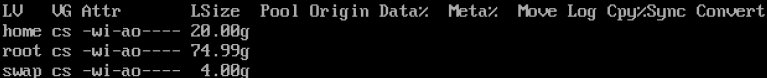 LV   VG Attr       LSize  Pool Origin Data%  Meta%  Move Log Cpy%Sync Convert
home cs -wi-ao---- 20.00g
root cs -wi-ao---- 74.99g
swap cs -wi-ao----  4.00g